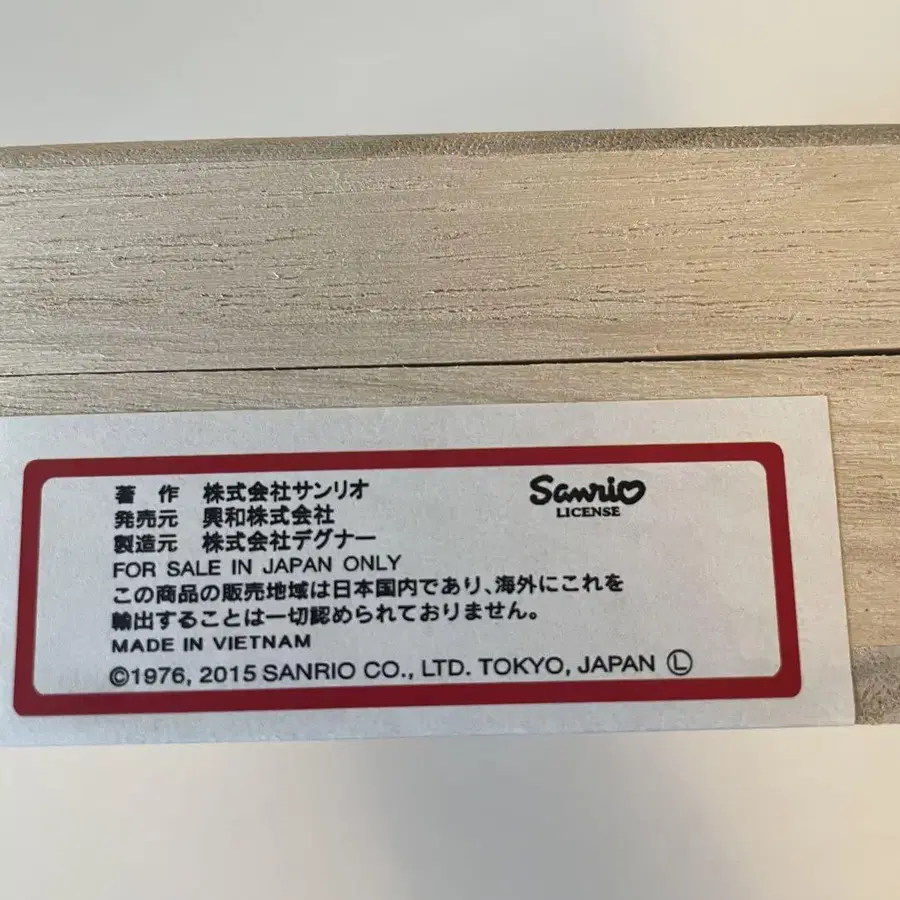 著　作　株式会社サンリオ
発売元　興和株式会社
製造元　株式会社デグナー
Sanrio
LICENSE
FOR SALE IN JAPAN ONLY
この商品の販売地域は日本国内であり、海外にこれを
輸出することは一切認められておりません。
MADE IN VIETNAM
©1976, 2015 SANRIO CO., LTD. TOKYO, JAPAN Ⓛ